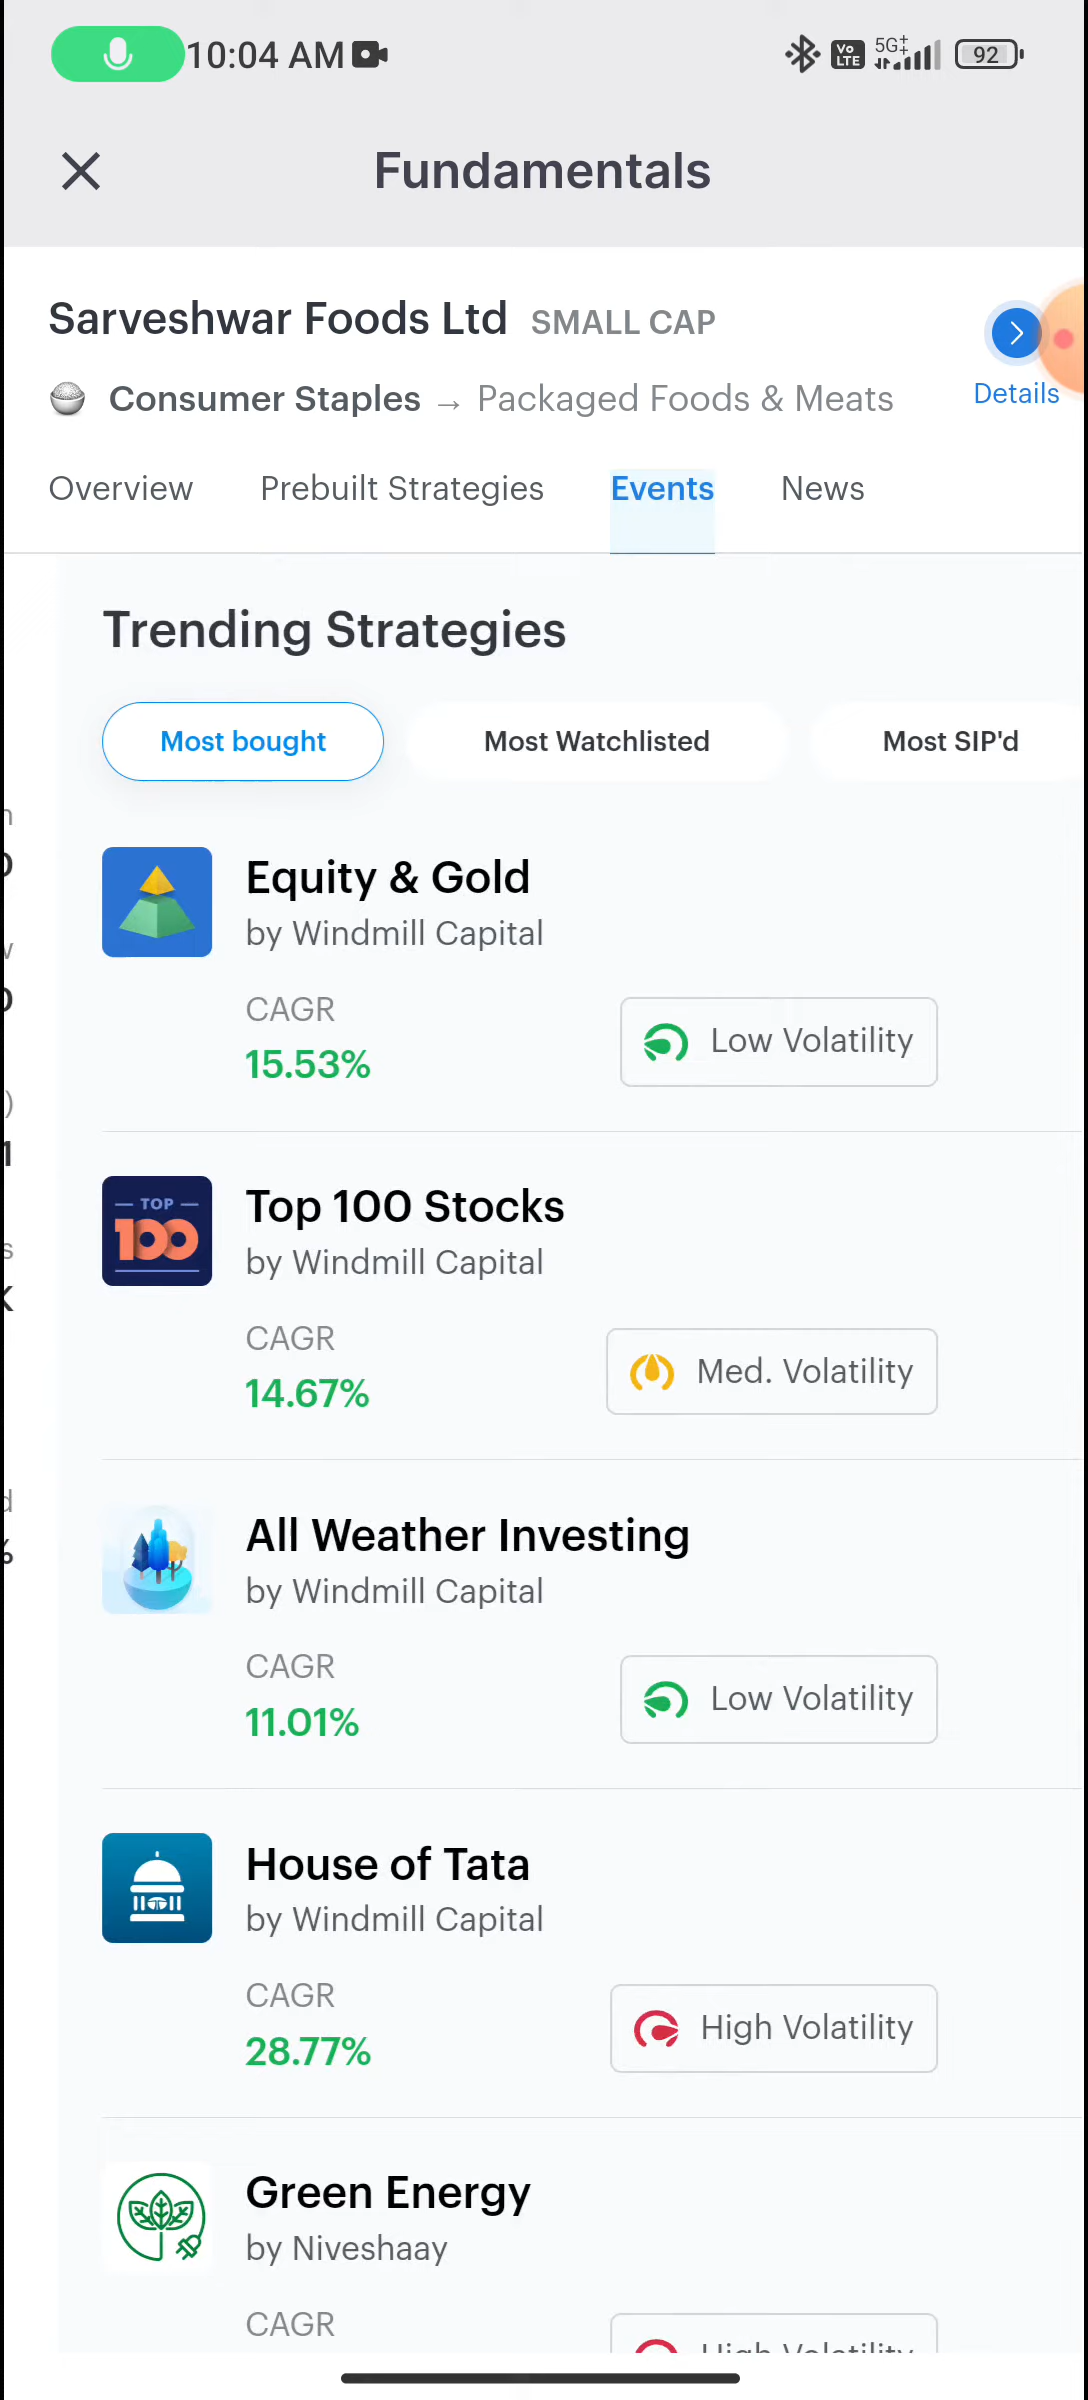 10:04 AM
Vo LTE 5G 92
Fundamentals
Sarveshwar Foods Ltd SMALL CAP
Consumer Staples → Packaged Foods & Meats
Details
Overview Prebuilt Strategies Events News
Trending Strategies
Most bought Most Watchlisted Most SIP'd
Equity & Gold
by Windmill Capital
CAGR
15.53% Low Volatility
TOP 100
Top 100 Stocks
by Windmill Capital
CAGR
14.67% Med. Volatility
All Weather Investing
by Windmill Capital
CAGR
11.01% Low Volatility
House of Tata
by Windmill Capital
CAGR
28.77% High Volatility
Green Energy
by Niveshaay
CAGR
High Volatility